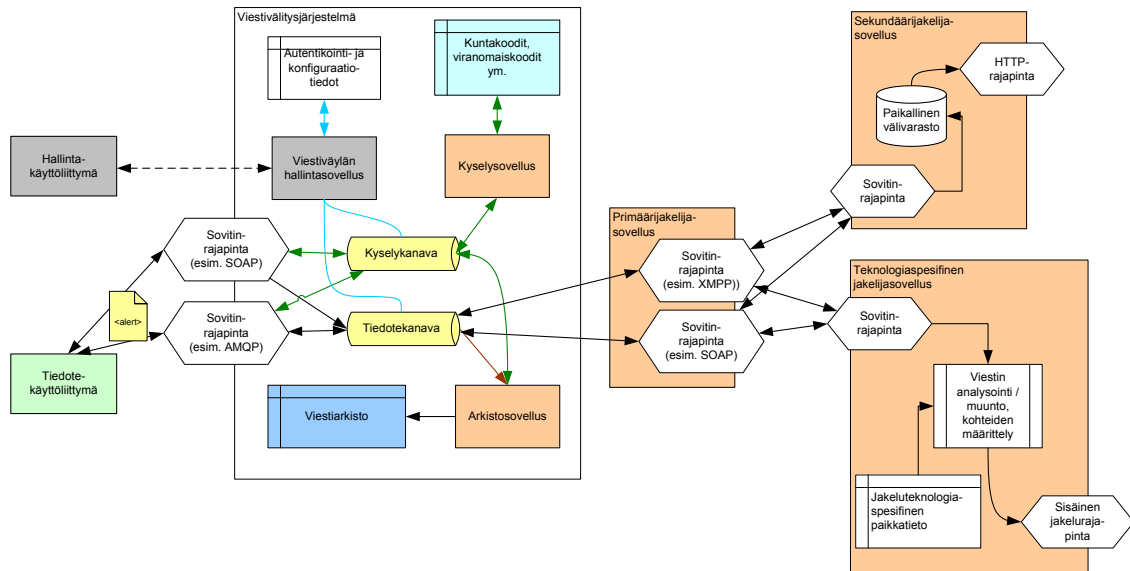 Viestivälitysjärjestelmä
Autentikointi- ja
konfiguraatio-
tiedot
Kuntakoodit,
viranomaiskoodit
ym.
Hallinta-
käyttöliittymä
Viestiväylän
hallintasovellus
Kyselysovellus
Sovitin-
rajapinta
(esim. SOAP)
Kyselykanava
<alert>
Sovitin-
rajapinta
(esim. AMQP)
Tiedotekanava
Tiedote-
käyttöliittymä
Viestiarkisto
Arkistosovellus
Primäärijakelija-
sovellus
Sovitin-
rajapinta
(esim. XMPP))
Sovitin-
rajapinta
(esim. SOAP)
Sekundäärijakelija-
sovellus
HTTP-
rajapinta
Paikallinen
välivarasto
Sovitin-
rajapinta
Teknologiaspesifinen
jakelijasovellus
Sovitin-
rajapinta
Viestin
analysointi /
muunto,
kohteiden
määrittely
Jakeluteknologia-
spesifinen
paikkatieto
Sisäinen
jakeluraja-
pinta